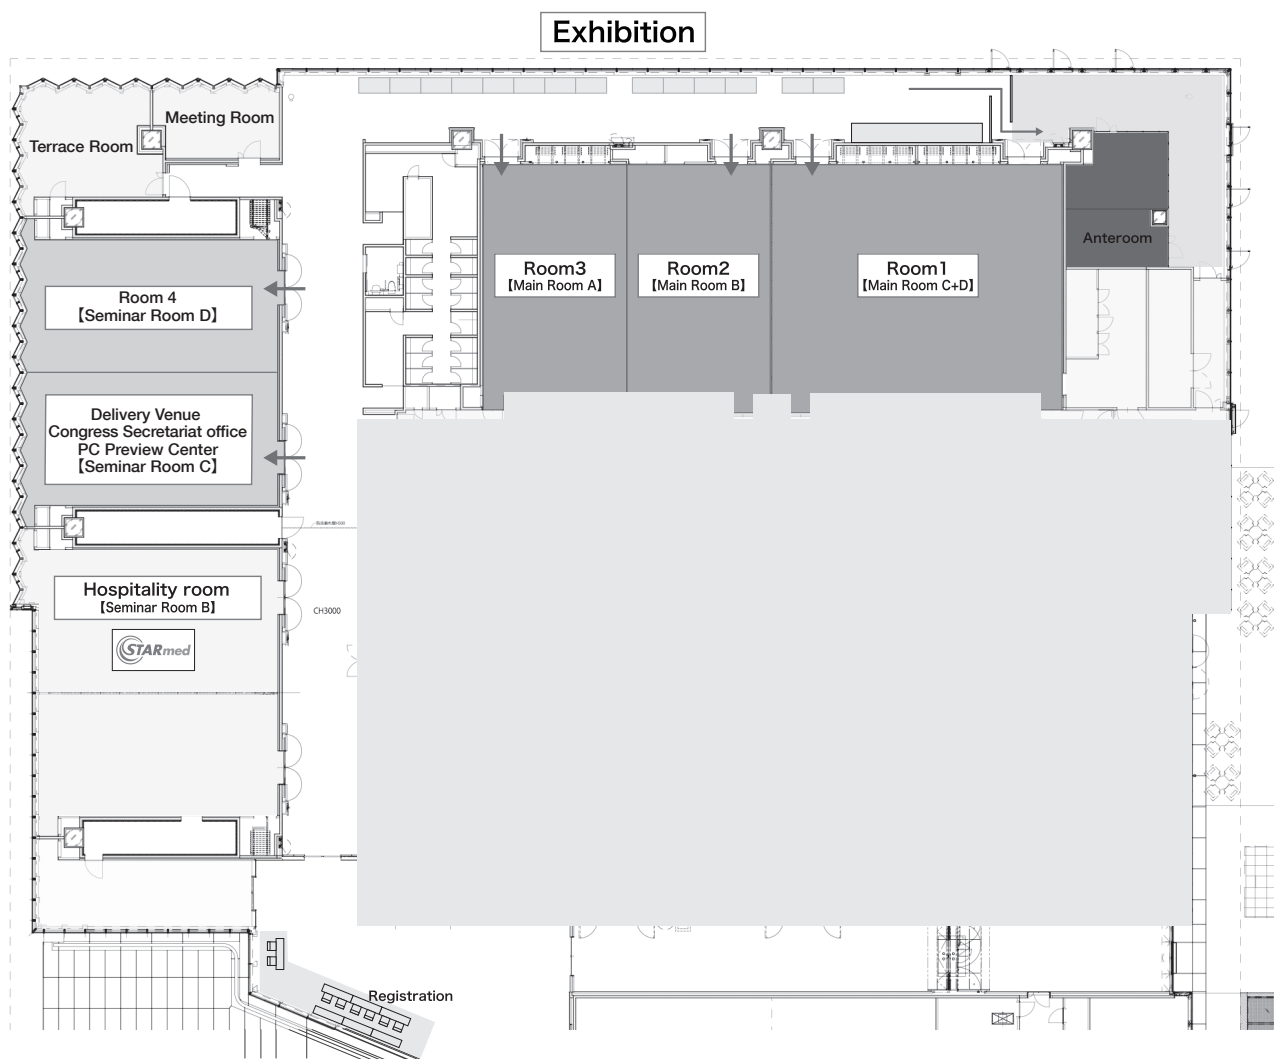 Exhibition
Meeting Room
Terrace Room
Anteroom
Room3
【Main Room A】
Room2
【Main Room B】
Room1
【Main Room C+D】
Room 4
【Seminar Room D】
Delivery Venue
Congress Secretariat office
PC Preview Center
【Seminar Room C】
Hospitality room
【Seminar Room B】
CH3000
STARmed
Registration